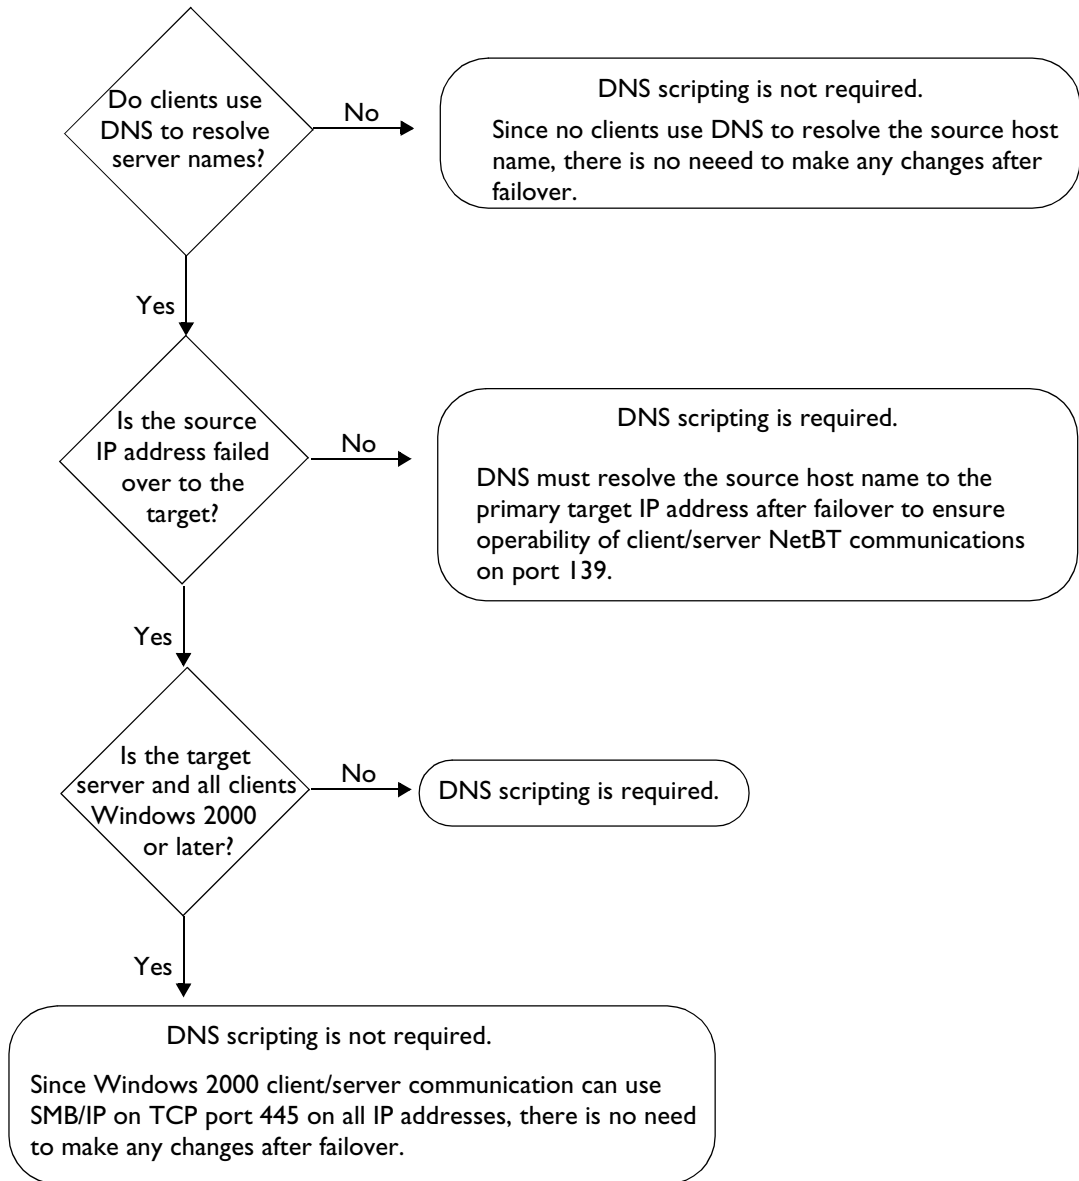 Do clients use
DNS to resolve
server names?
No
DNS scripting is not required.
Since no clients use DNS to resolve the source host
name, there is no neeed to make any changes after
failover.
Yes
Is the source
IP address failed
over to the
target?
No
DNS scripting is required.
DNS must resolve the source host name to the
primary target IP address after failover to ensure
operability of client/server NetBT communications
on port 139.
Yes
Is the target
server and all clients
Windows 2000
or later?
No
DNS scripting is required.
Yes
DNS scripting is not required.
Since Windows 2000 client/server communication can use
SMB/IP on TCP port 445 on all IP addresses, there is no need
to make any changes after failover.